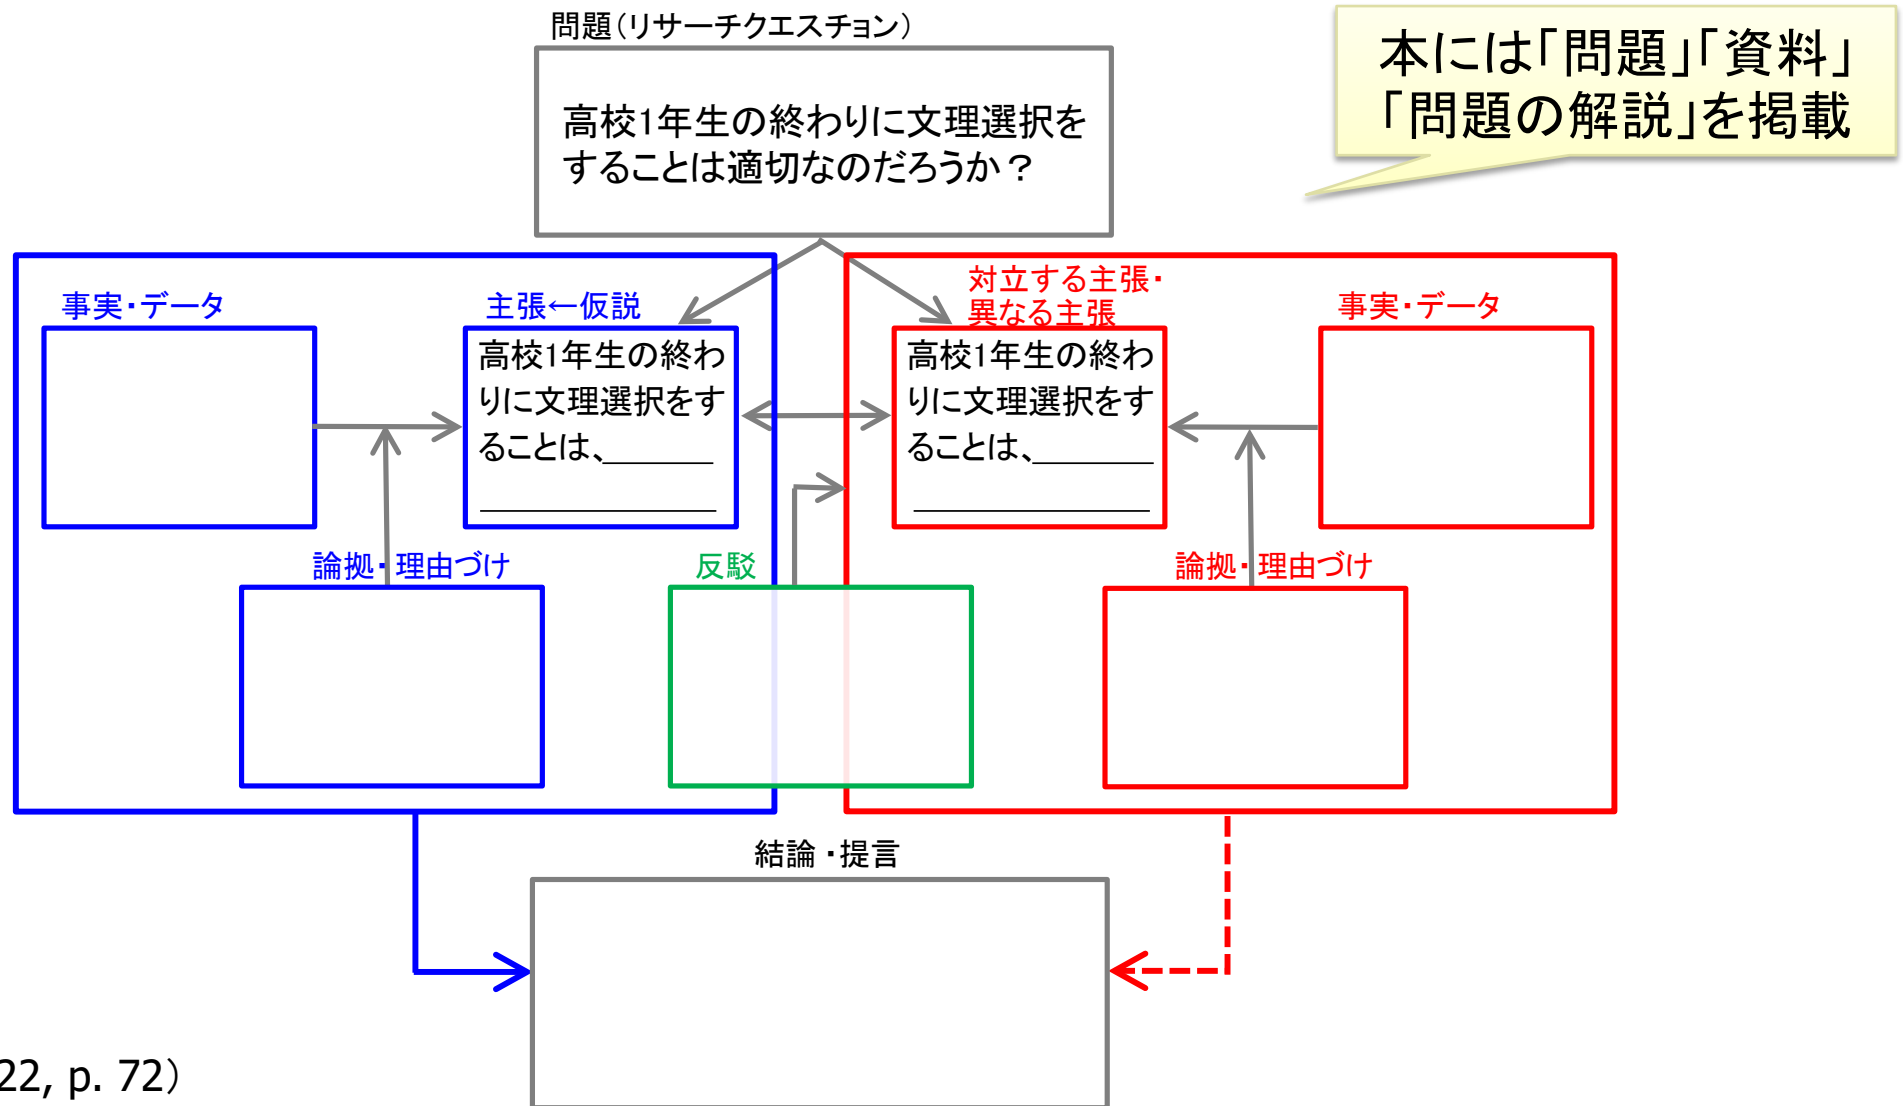 問題（リサーチクエスチョン）
高校1年生の終わりに文理選択を
することは適切なのだろうか？
本には「問題」「資料」
「問題の解説」を掲載
事実・データ
主張←仮説
高校1年生の終わ
りに文理選択をす
ることは、
対立する主張・
異なる主張
高校1年生の終わ
りに文理選択をす
ることは、
事実・データ
論拠・理由づけ
反駁
論拠・理由づけ
結論・提言
22, p. 72）